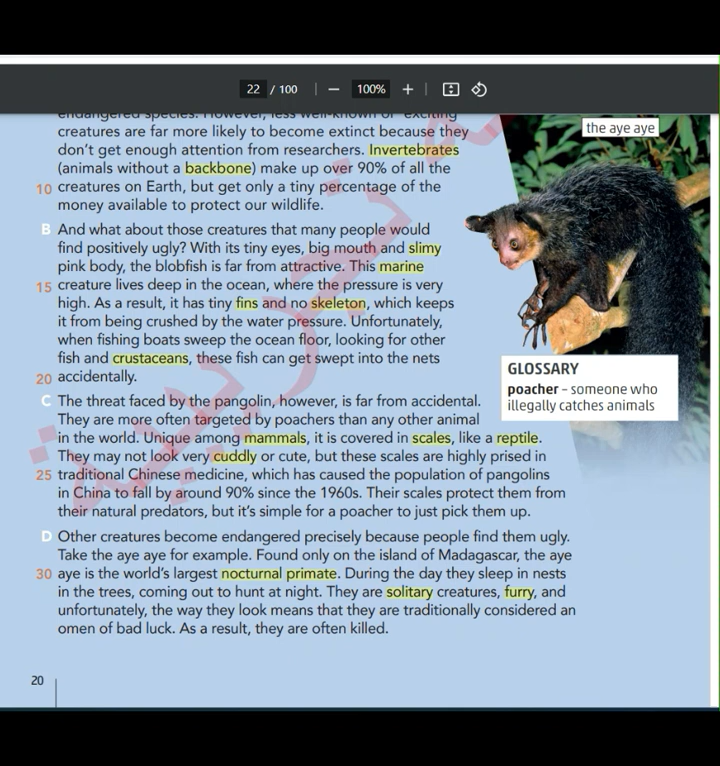 22 / 100
100%
endangered species. However, less well-known or 'exciting'
creatures are far more likely to become extinct because they
don't get enough attention from researchers. Invertebrates
(animals without a backbone) make up over 90% of all the
10 creatures on Earth, but get only a tiny percentage of the
money available to protect our wildlife.
B And what about those creatures that many people would
find positively ugly? With its tiny eyes, big mouth and slimy
pink body, the blobfish is far from attractive. This marine
15 creature lives deep in the ocean, where the pressure is very
high. As a result, it has tiny fins and no skeleton, which keeps
it from being crushed by the water pressure. Unfortunately,
when fishing boats sweep the ocean floor, looking for other
fish and crustaceans, these fish can get swept into the nets
20 accidentally.
C The threat faced by the pangolin, however, is far from accidental.
They are more often targeted by poachers than any other animal
in the world. Unique among mammals, it is covered in scales, like a reptile.
They may not look very cuddly or cute, but these scales are highly prised in
25 traditional Chinese medicine, which has caused the population of pangolins
in China to fall by around 90% since the 1960s. Their scales protect them from
their natural predators, but it's simple for a poacher to just pick them up.
D Other creatures become endangered precisely because people find them ugly.
Take the aye aye for example. Found only on the island of Madagascar, the aye
30 aye is the world's largest nocturnal primate. During the day they sleep in nests
in the trees, coming out to hunt at night. They are solitary creatures, furry, and
unfortunately, the way they look means that they are traditionally considered an
omen of bad luck. As a result, they are often killed.
the aye aye
GLOSSARY
poacher – someone who
illegally catches animals
20